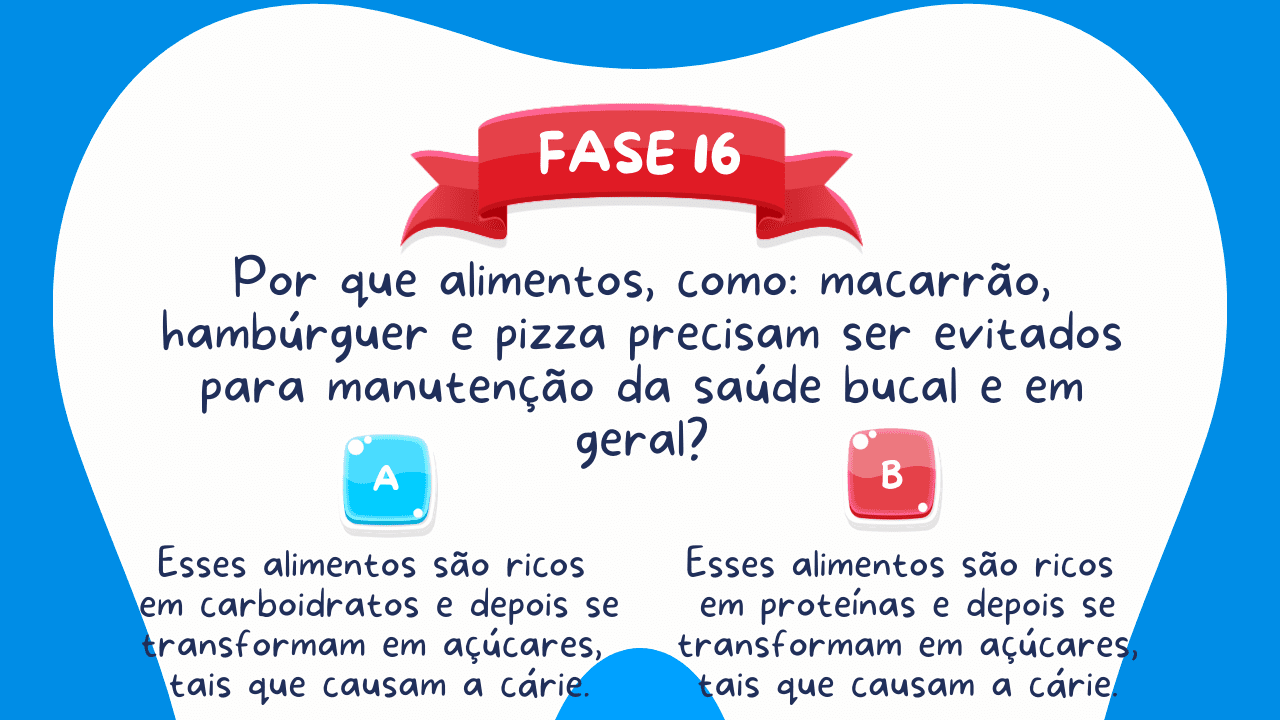 FASE 16
Por que alimentos, como: macarrão,
hambúrguer e pizza precisam ser evitados
para manutenção da saúde bucal e em
geral?
A
Esses alimentos são ricos
em carboidratos e depois se
transformam em açúcares,
tais que causam a cárie.
B
Esses alimentos são ricos
em proteínas e depois se
transformam em açúcares,
tais que causam a cárie.